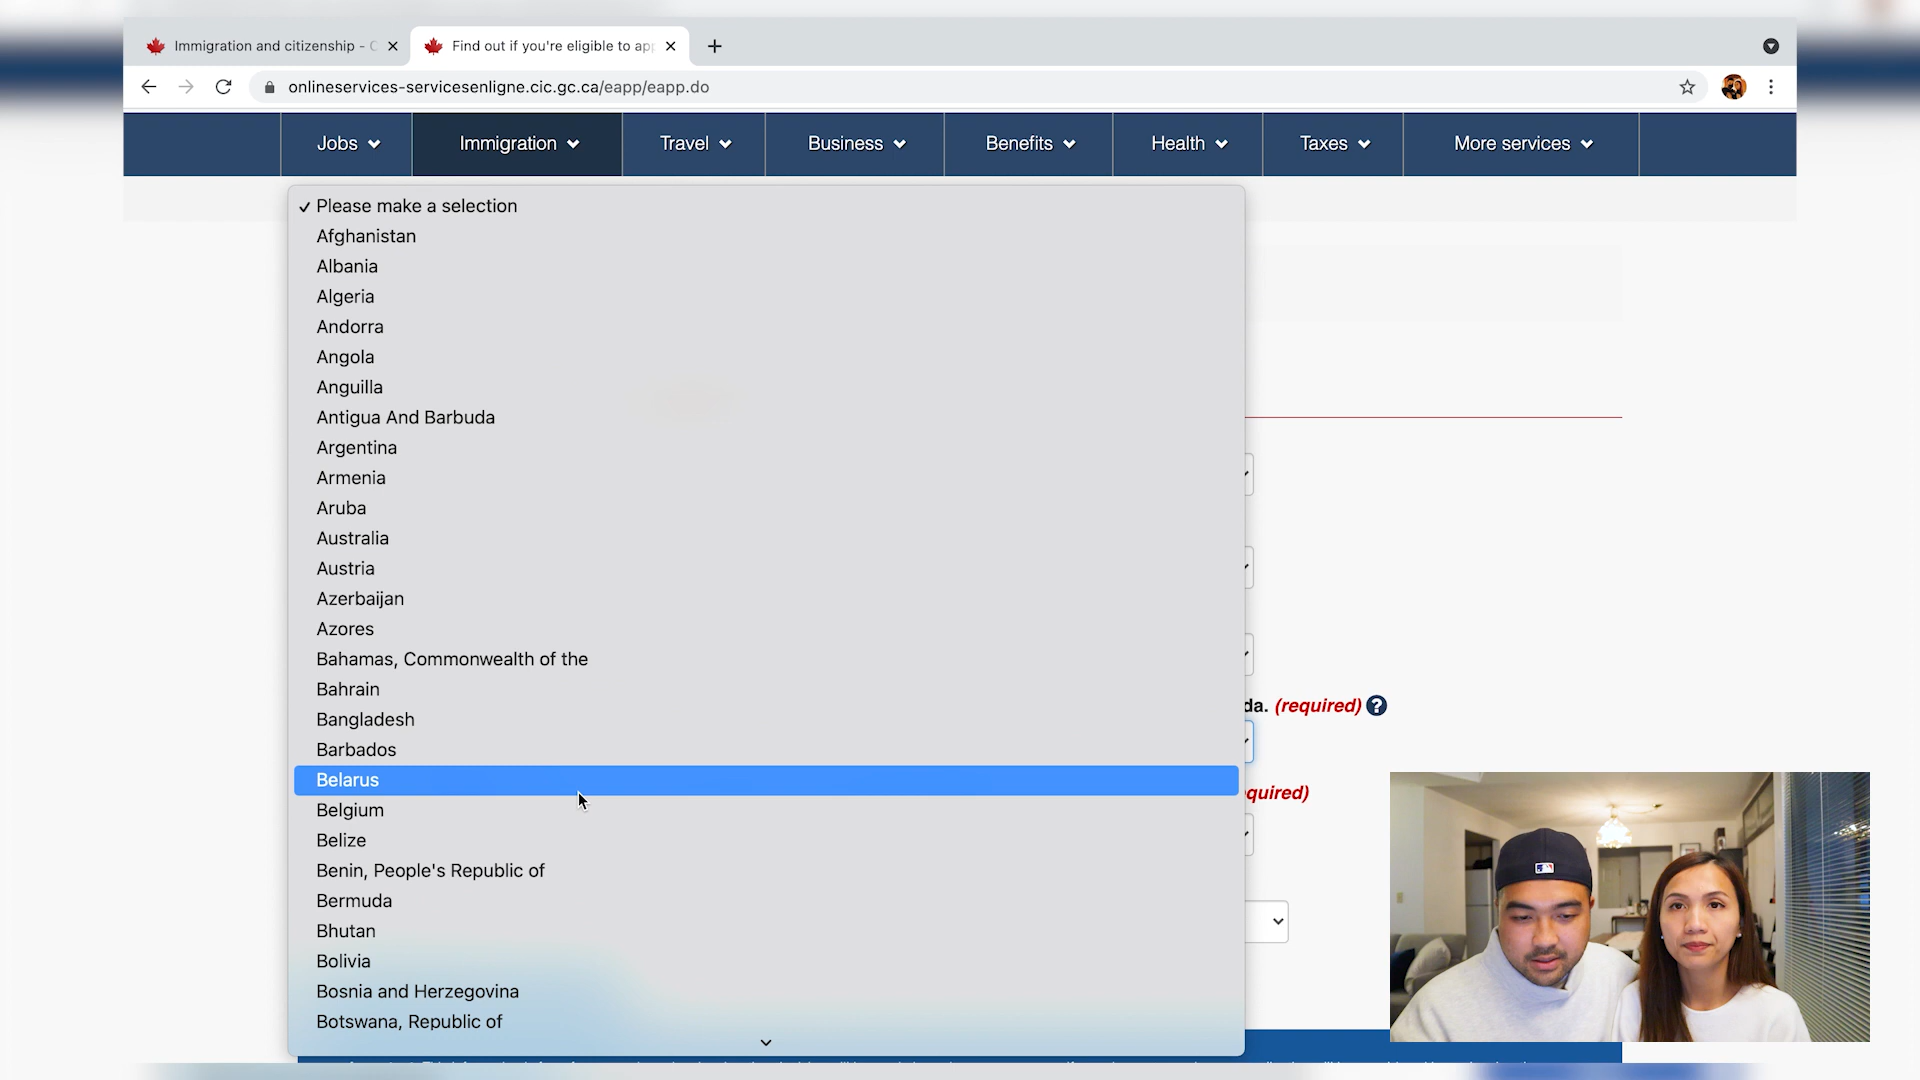 Immigration and citizenship - C
Find out if you're eligible to app
onlineservices-servicesenligne.cic.gc.ca/eapp/eapp.do
Jobs Immigration Travel Business Benefits Health Taxes More services
✓ Please make a selection
Afghanistan
Albania
Algeria
Andorra
Angola
Anguilla
Antigua And Barbuda
Argentina
Armenia
Aruba
Australia
Austria
Azerbaijan
Azores
Bahamas, Commonwealth of the
Bahrain
Bangladesh
Barbados
Belarus
Belgium
Belize
Benin, People's Republic of
Bermuda
Bhutan
Bolivia
Bosnia and Herzegovina
Botswana, Republic of
da. (required) ?
quired)